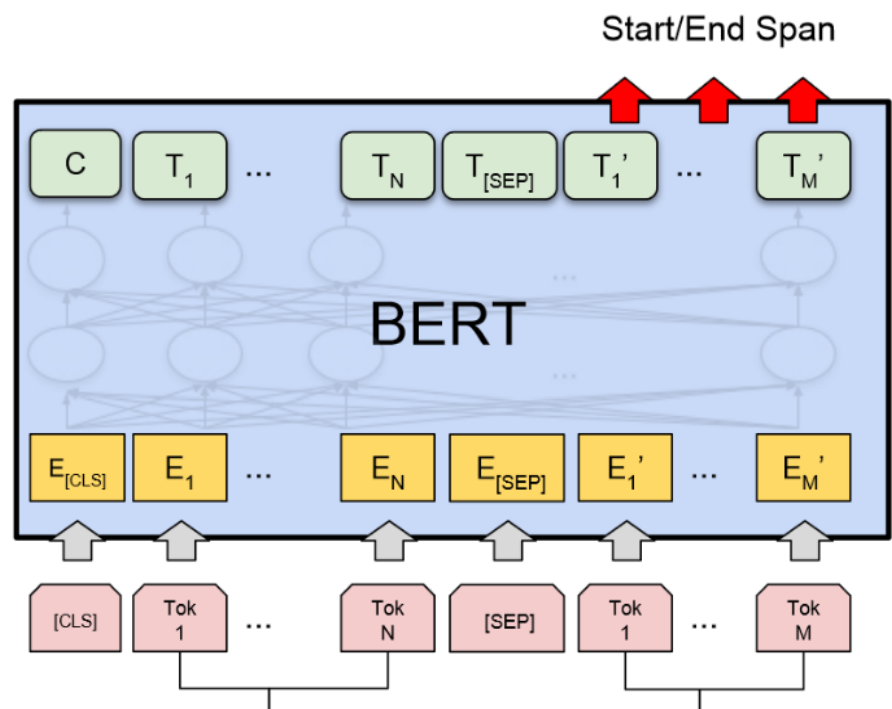 Start/End Span
C T1 ... TN T[SEP] T1' ... TM'
...
BERT
...
E[CLS] E1 ... EN E[SEP] E1' ... EM'
[CLS] Tok 1 ... Tok N [SEP] Tok 1 ... Tok M